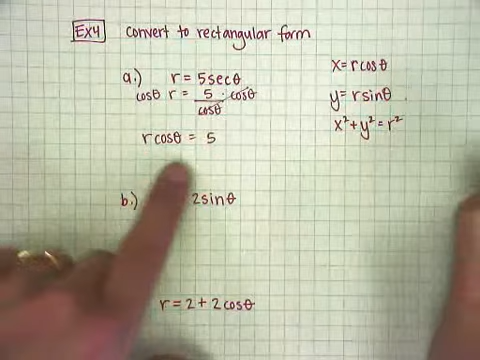 Ex4 Convert to rectangular form
a.) r = 5secθ
cosθ r = 5/cosθ · cosθ
rcosθ = 5
x = rcosθ
y = rsinθ
x² + y² = r²
b.) = 2sinθ
r = 2 + 2cosθ